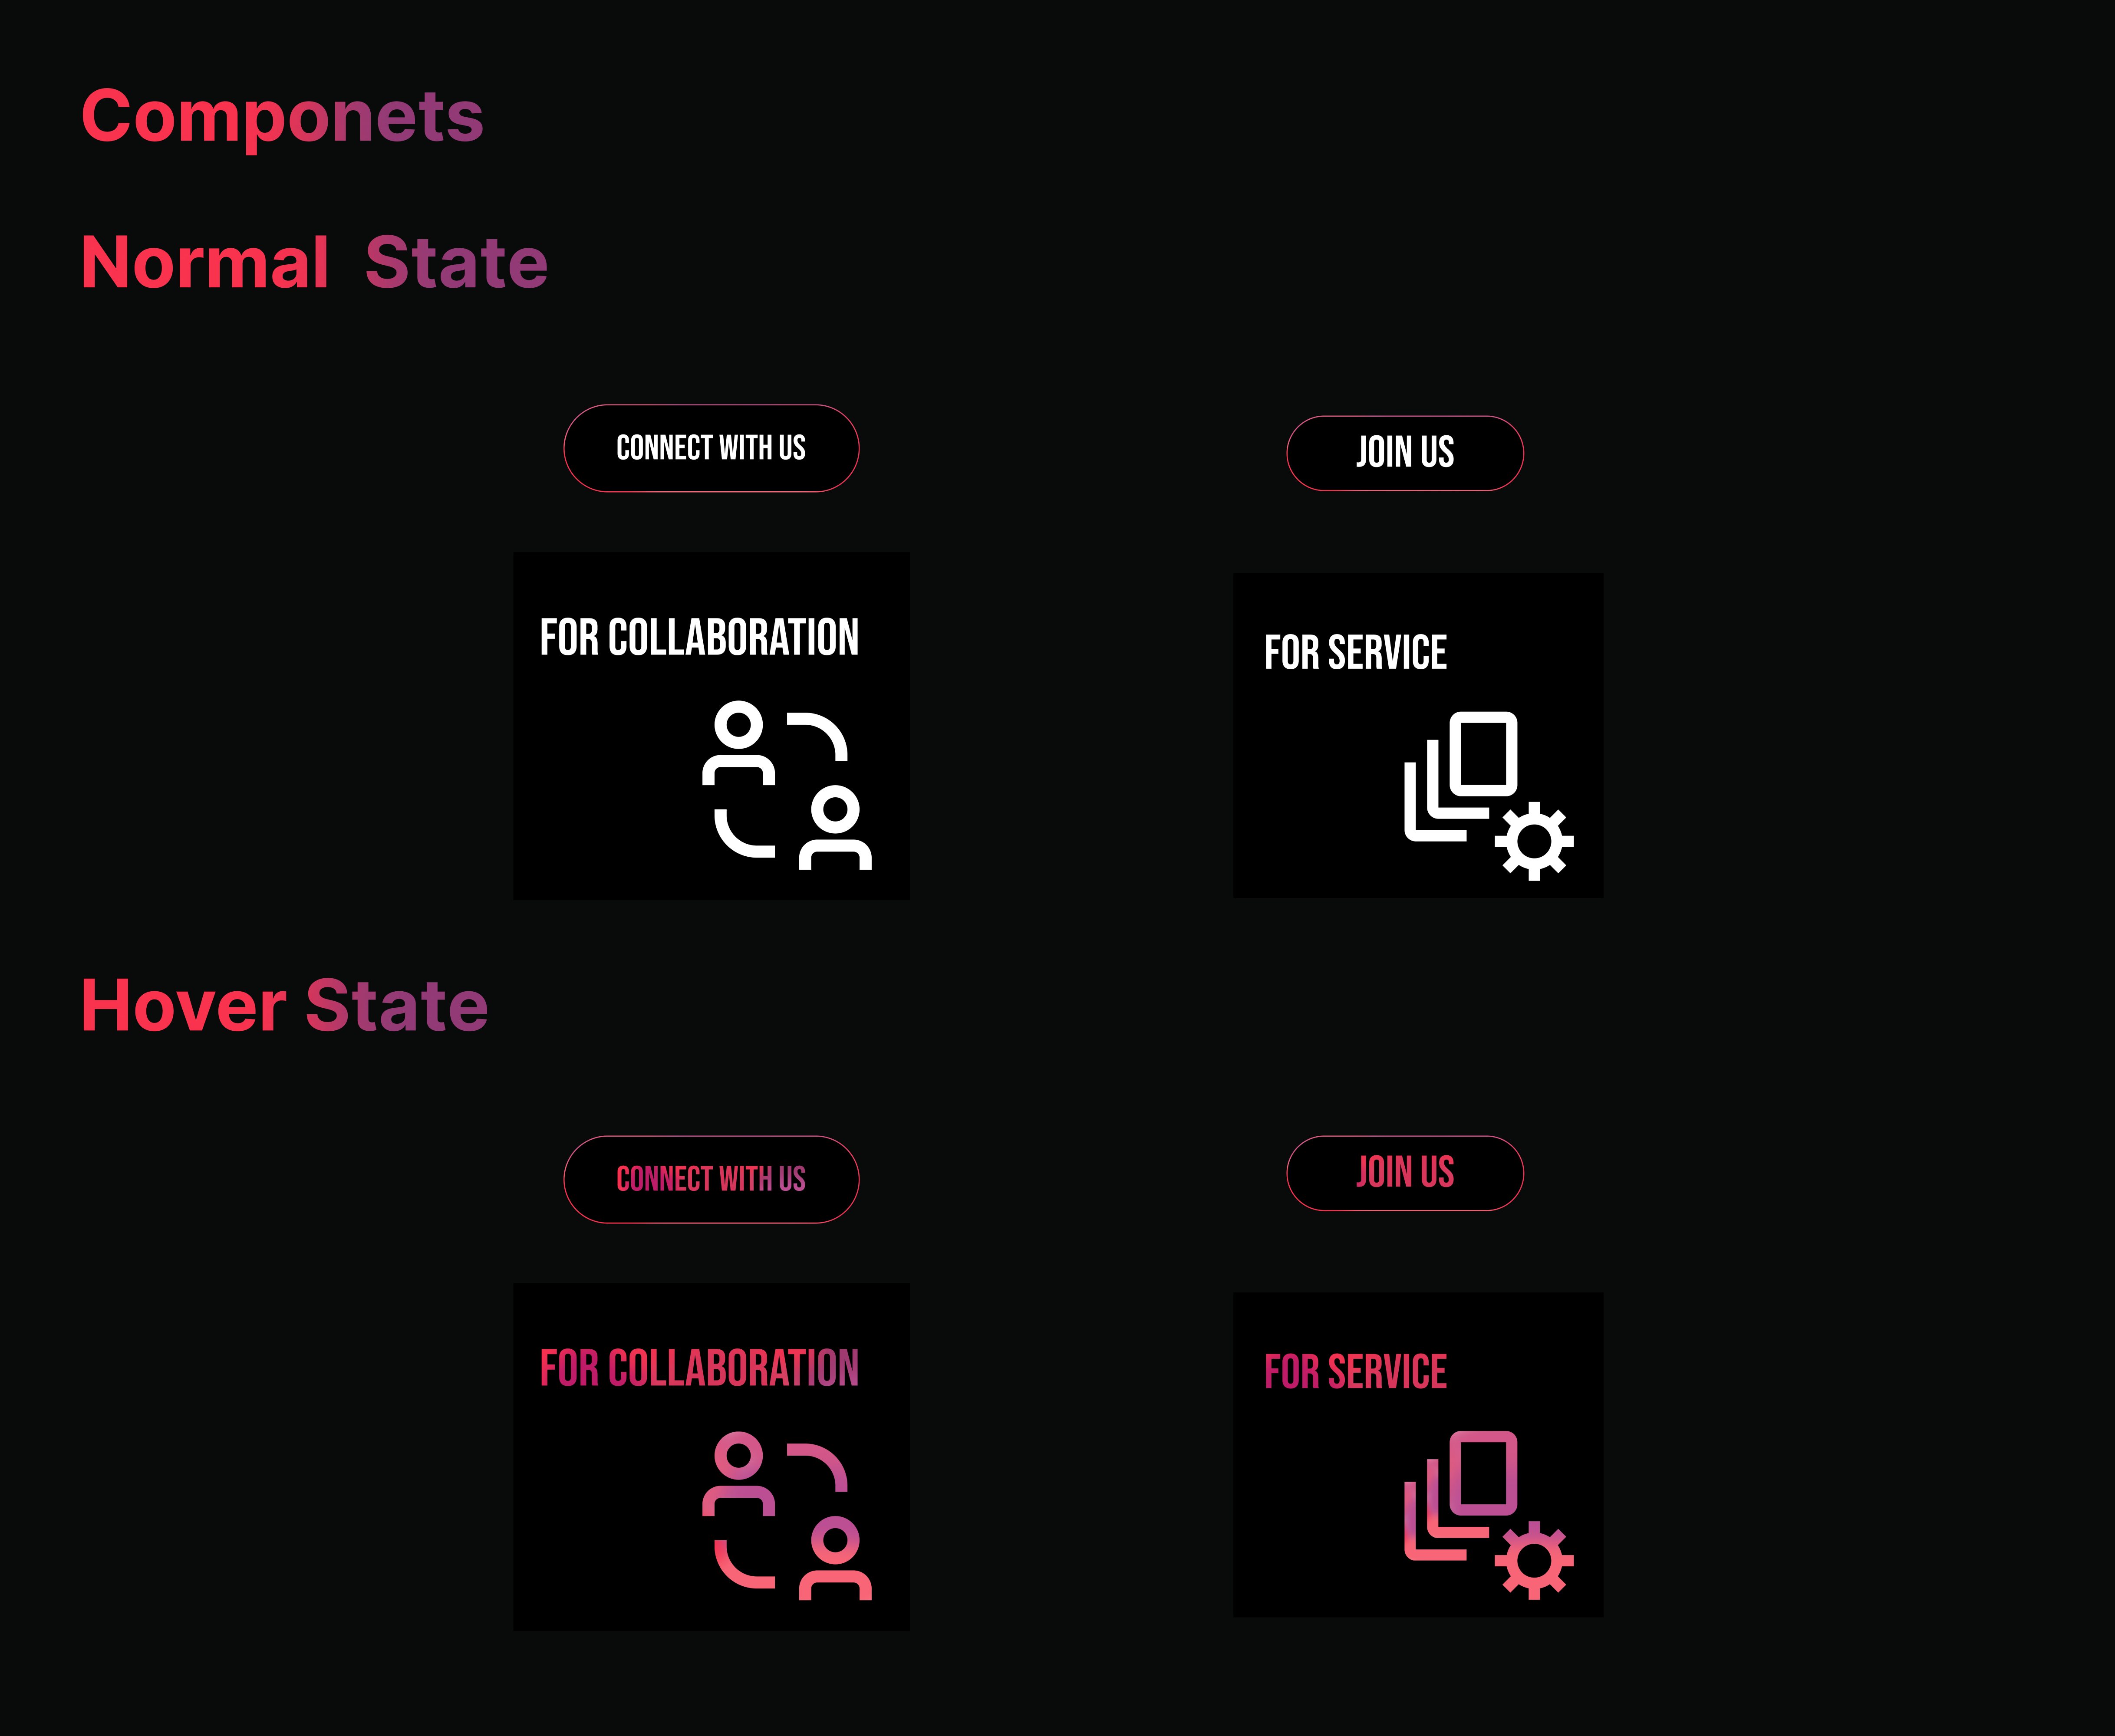 Componets
Normal  State
CONNECT WITH US
JOIN US
FOR COLLABORATION
FOR SERVICE
Hover State
CONNECT WITH US
JOIN US
FOR COLLABORATION
FOR SERVICE